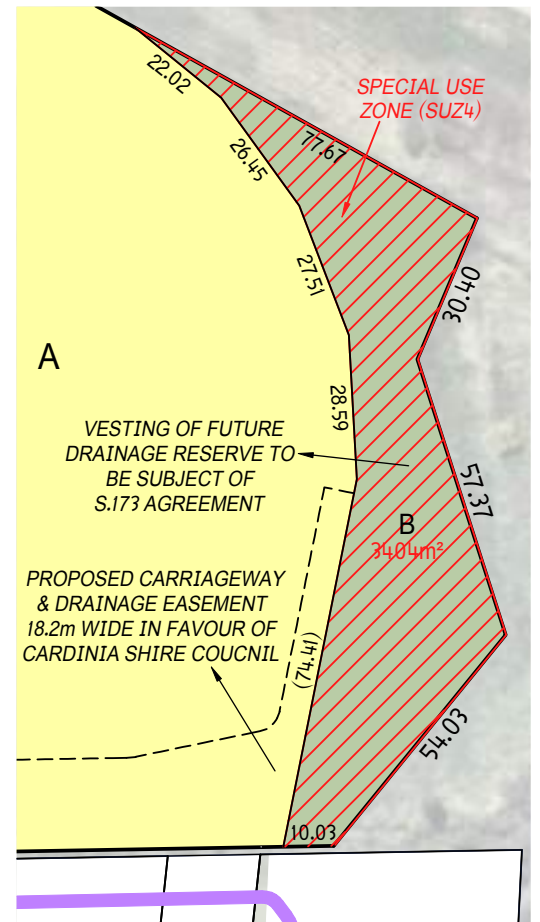 22.02
SPECIAL USE
ZONE (SUZ4)
77.67
26.45
27.51
30.40
A
28.59
VESTING OF FUTURE
DRAINAGE RESERVE TO
BE SUBJECT OF
S.173 AGREEMENT
57.37
B
3404m²
PROPOSED CARRIAGEWAY
& DRAINAGE EASEMENT
18.2m WIDE IN FAVOUR OF
CARDINIA SHIRE COUCNIL
(74.41)
54.03
10.03